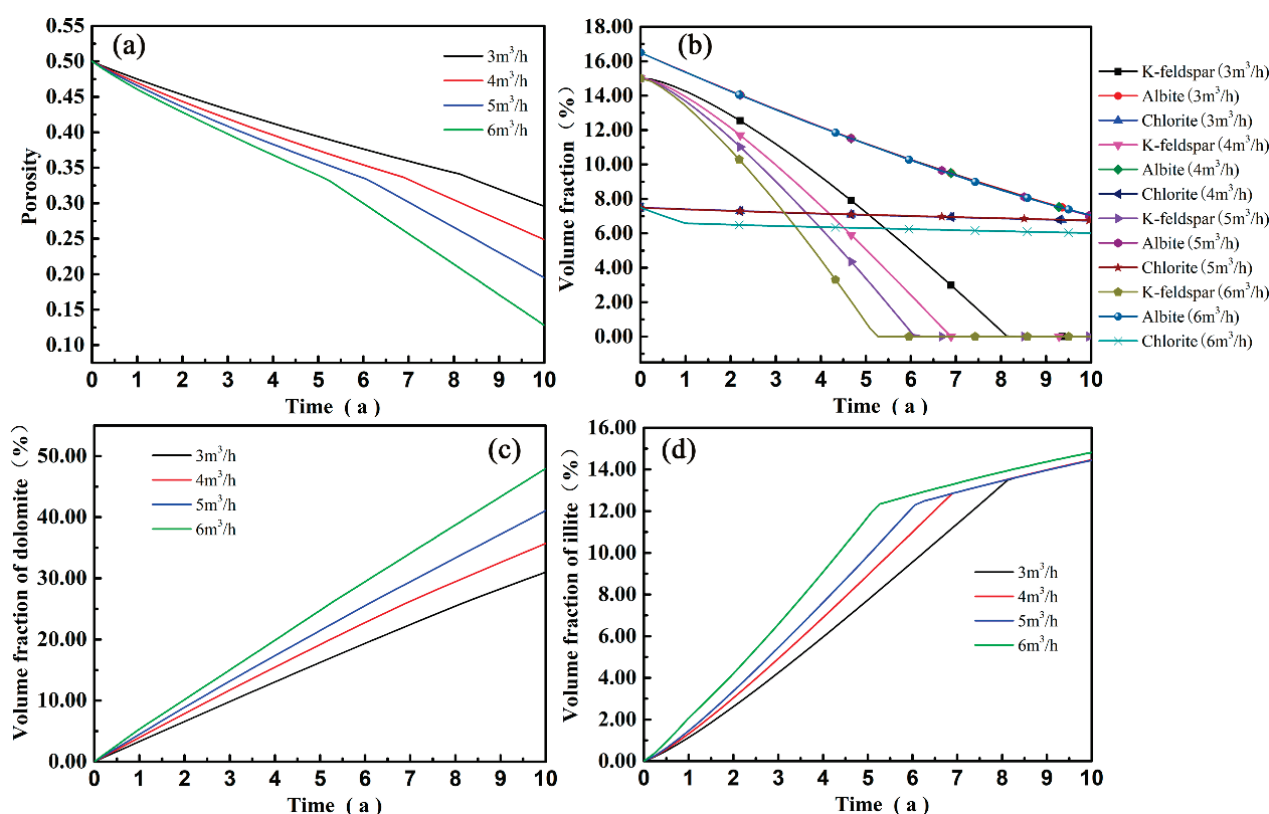 (a)
Porosity
0.55
0.50
0.45
0.40
0.35
0.30
0.25
0.20
0.15
0.10
3m³/h
4m³/h
5m³/h
6m³/h
0 1 2 3 4 5 6 7 8 9 10
Time (a)
(b)
Volume fraction (%)
18.00
16.00
14.00
12.00
10.00
8.00
6.00
4.00
2.00
0.00
0 1 2 3 4 5 6 7 8 9 10
Time (a)
K-feldspar(3m³/h)
Albite(3m³/h)
Chlorite(3m³/h)
K-feldspar(4m³/h)
Albite(4m³/h)
Chlorite(4m³/h)
K-feldspar(5m³/h)
Albite(5m³/h)
Chlorite(5m³/h)
K-feldspar(6m³/h)
Albite(6m³/h)
Chlorite(6m³/h)
(c)
Volume fraction of dolomite (%)
50.00
40.00
30.00
20.00
10.00
0.00
3m³/h
4m³/h
5m³/h
6m³/h
0 1 2 3 4 5 6 7 8 9 10
Time (a)
(d)
Volume fraction of illite (%)
16.00
14.00
12.00
10.00
8.00
6.00
4.00
2.00
0.00
3m³/h
4m³/h
5m³/h
6m³/h
0 1 2 3 4 5 6 7 8 9 10
Time (a)